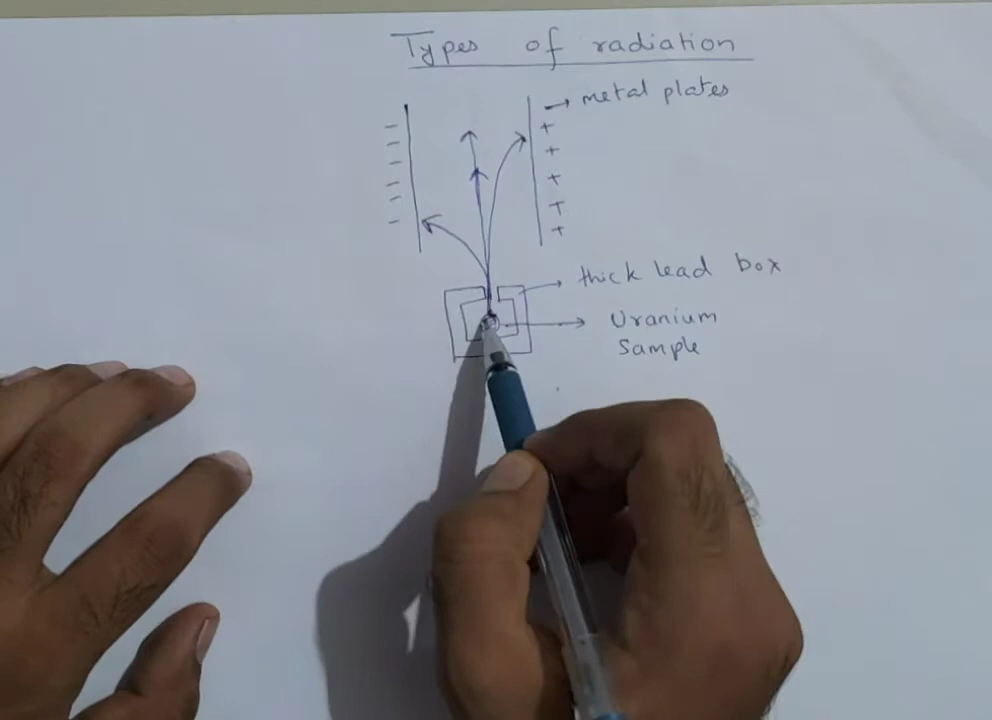 Types of radiation
metal plates
- - - - - -
+ + + + +
thick lead box
Uranium
Sample